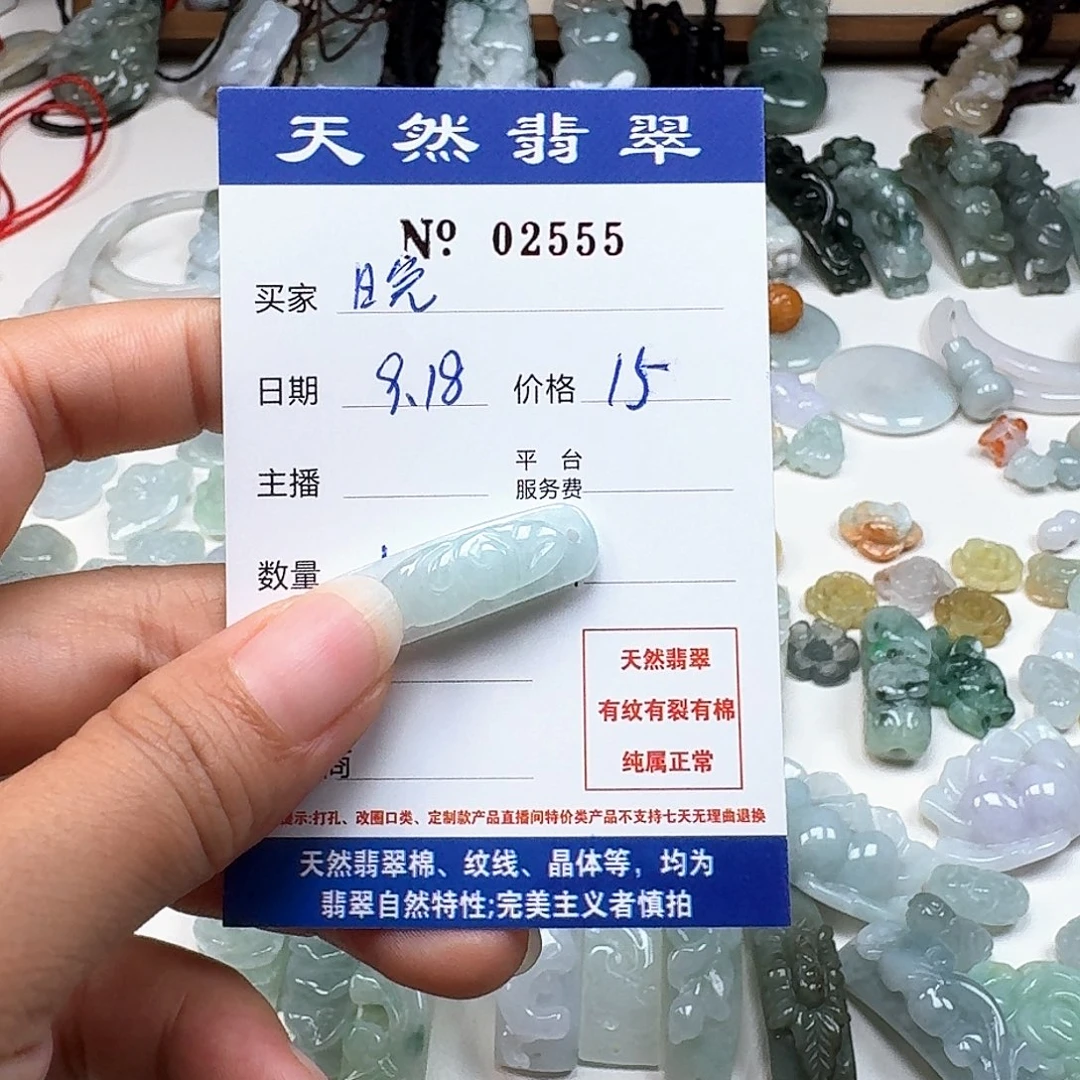 天然翡翠
Nº 02555
买家 日完
日期 9.18 价格 15
主播
平台
服务费
数量
商
天然翡翠
有纹有裂有棉
纯属正常
示:打孔、改圈口类、定制款产品直播间特价类产品不支持七天无理由退换
天然翡翠棉、纹线、晶体等，均为
翡翠自然特性;完美主义者慎拍